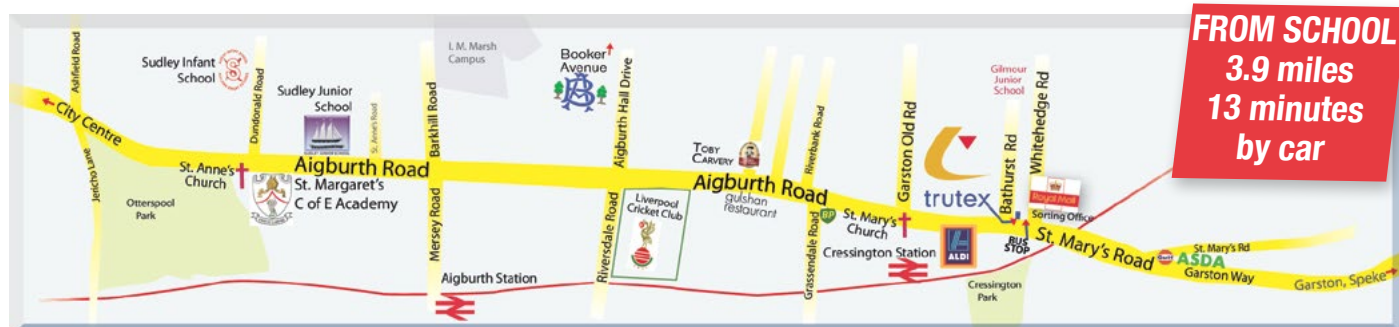 FROM SCHOOL
3.9 miles
13 minutes
by car
Ashfield Road
City Centre
Jericho Lane
Otterspool
Park
Sudley Infant
School
Dundonald Road
St. Anne's
Church
Sudley Junior
School
St. Anne's Road
Aigburth Road
St. Margaret's
C of E Academy
I. M. Marsh
Campus
Barkhill Road
Mersey Road
Aigburth Station
Booker
Avenue
Aigburth Hall Drive
Riversdale Road
Liverpool
Cricket Club
TOBY
CARVERY
Aigburth Road
gulshan
restaurant
Riverbank Road
Grassendale Road
BP
St. Mary's
Church
Garston Old Rd
Cressington Station
trutex
ALDI
Gilmour
Junior
School
Bathurst Rd
Whitehedge Rd
Royal Mail
Sorting Office
BUS
STOP
St. Mary's Road
Cressington
Park
St. Mary's Rd
ASDA
Garston Way
Garston, Speke